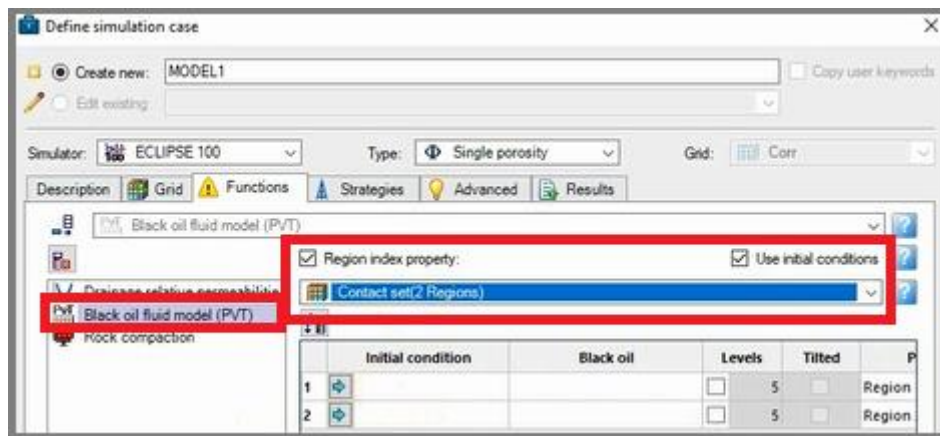 Define simulation case
Create new: MODEL1 Copy user keywords
Edit existing
Simulator: ECLIPSE 100 Type: Single porosity Grid: Corr
Description Grid Functions Strategies Advanced Results
Black oil fluid model (PVT)
Region index property: Use initial conditions
Drainage relative permeabilitie Contact set(2 Regions)
Black oil fluid model (PVT)
Rock compaction
Initial condition Black oil Levels Tilted P
1 5 Region
2 5 Region